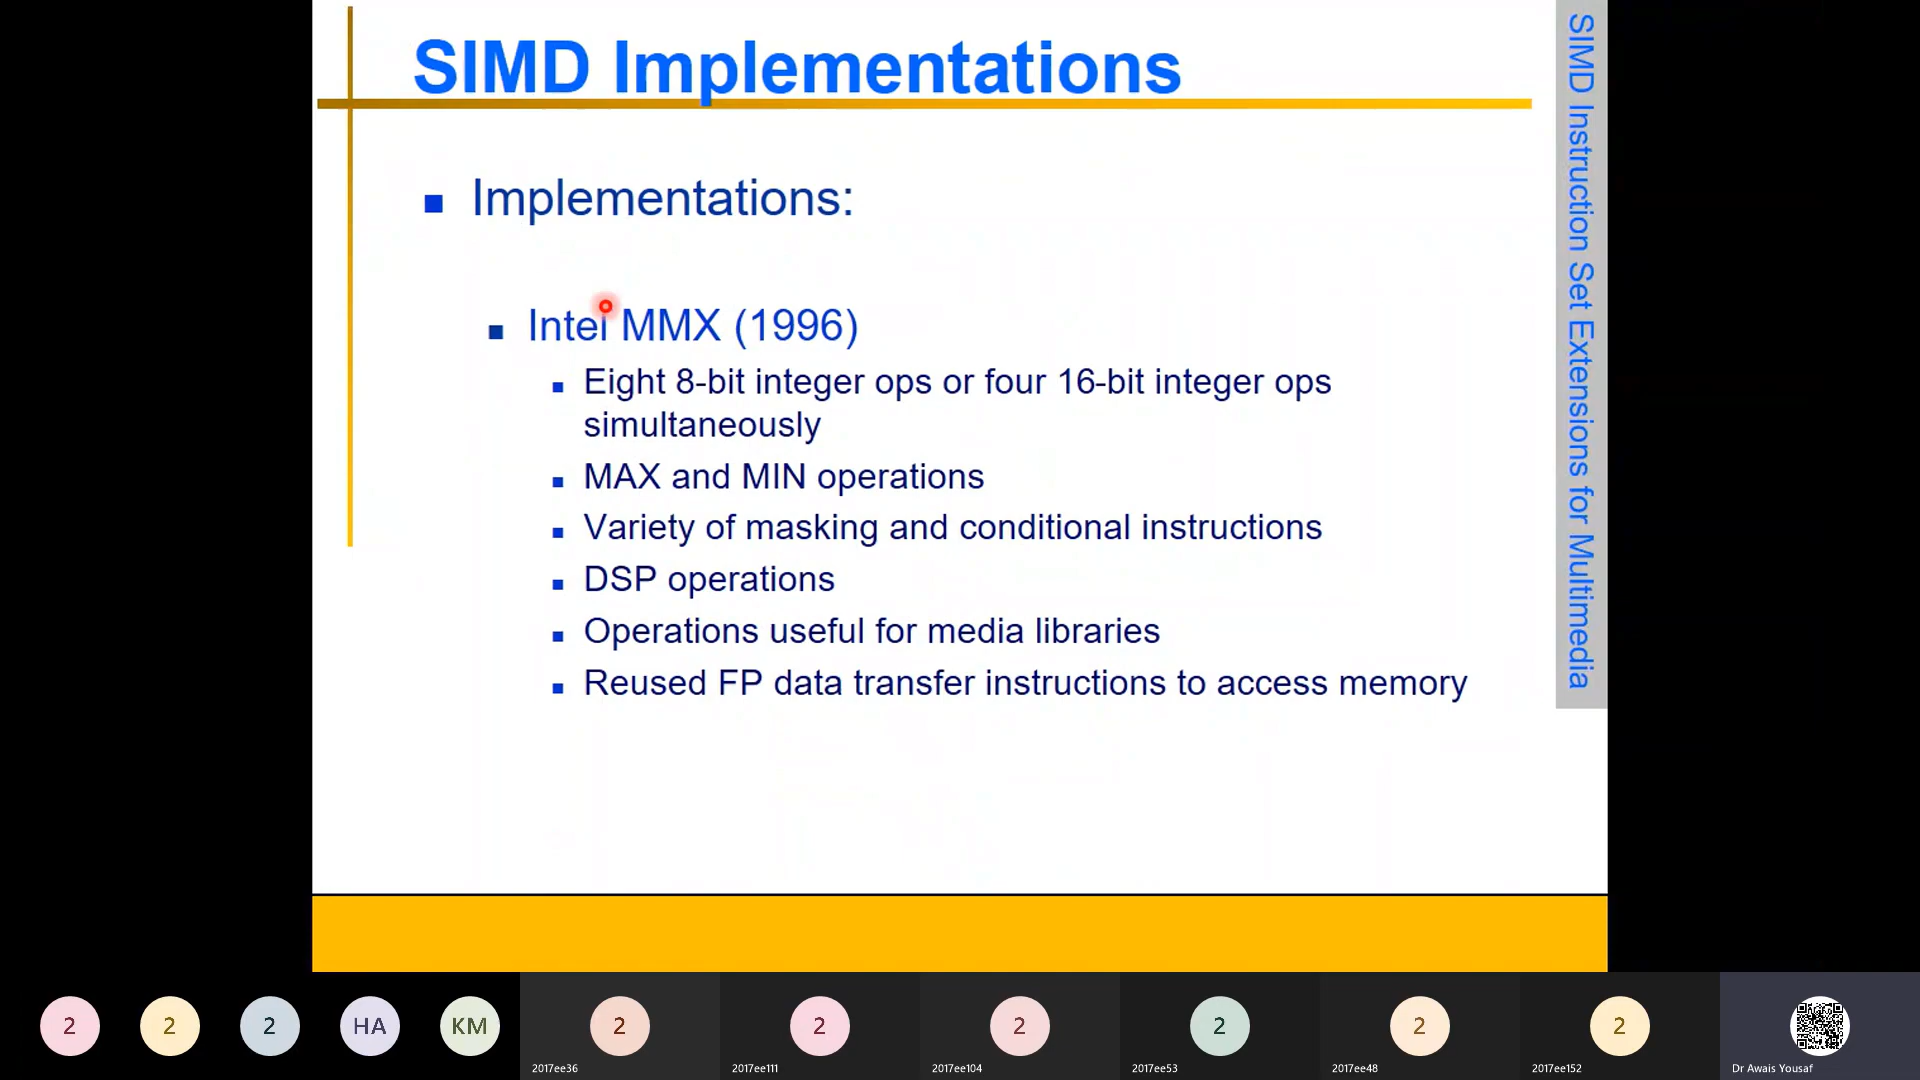 SIMD Implementations
Implementations:
Intel MMX (1996)
Eight 8-bit integer ops or four 16-bit integer ops
simultaneously
MAX and MIN operations
Variety of masking and conditional instructions
DSP operations
Operations useful for media libraries
Reused FP data transfer instructions to access memory
SIMD Instruction Set Extensions for Multimedia
2
2
2
HA
KM
2
2
2
2
2
2
2017ee36
2017ee111
2017ee104
2017ee53
2017ee48
2017ee152
Dr Awais Yousaf